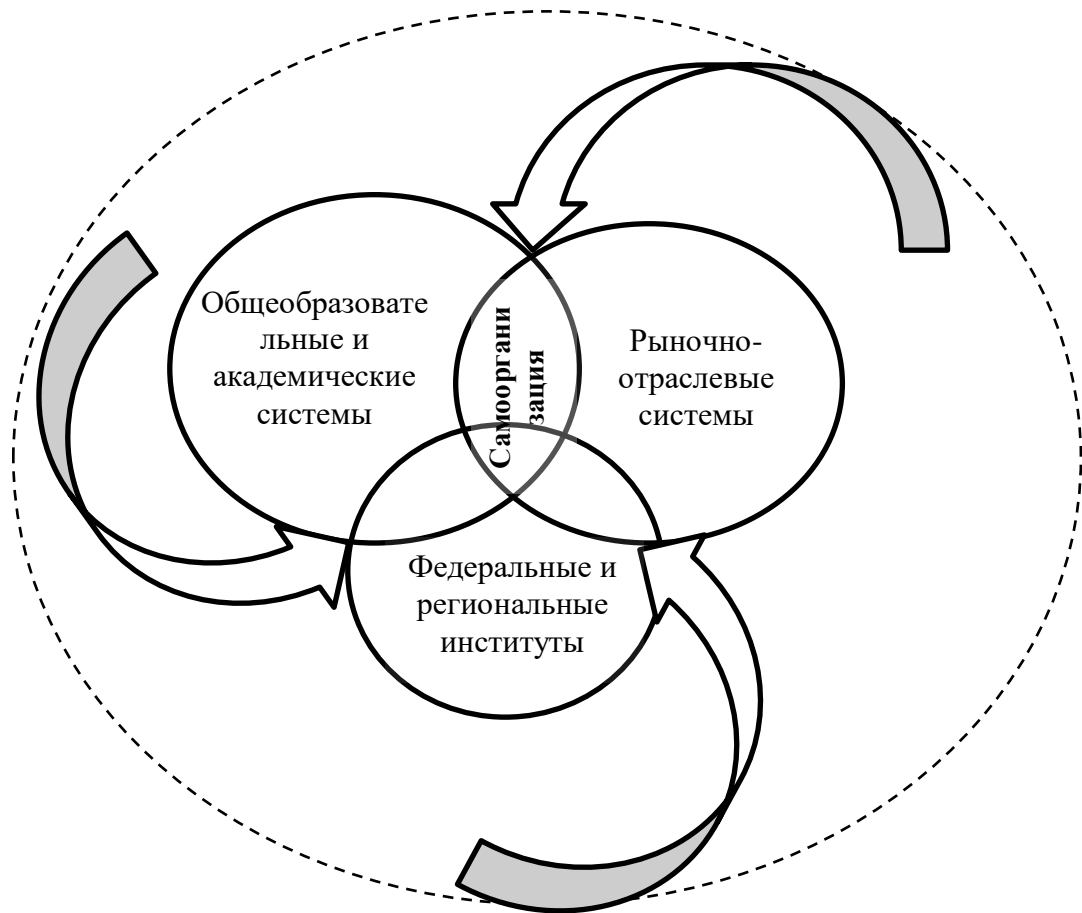 Общеобразовате
льные и
академические
системы
Самооргани
зация
Рыночно-
отраслевые
системы
Федеральные и
региональные
институты